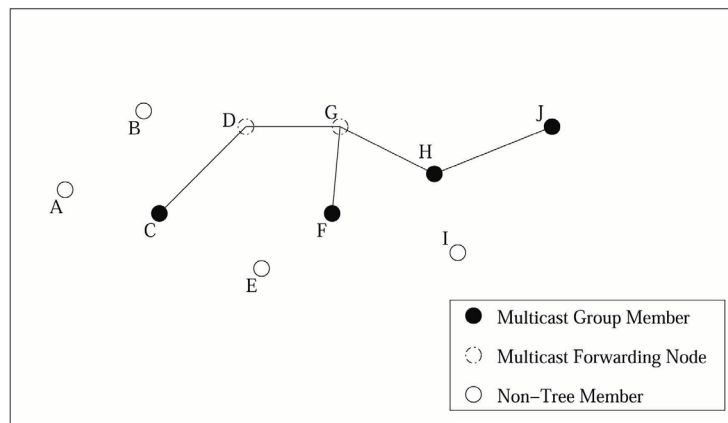 J
B
D
G
H
A
C
F
I
E
Multicast Group Member
Multicast Forwarding Node
Non−Tree Member